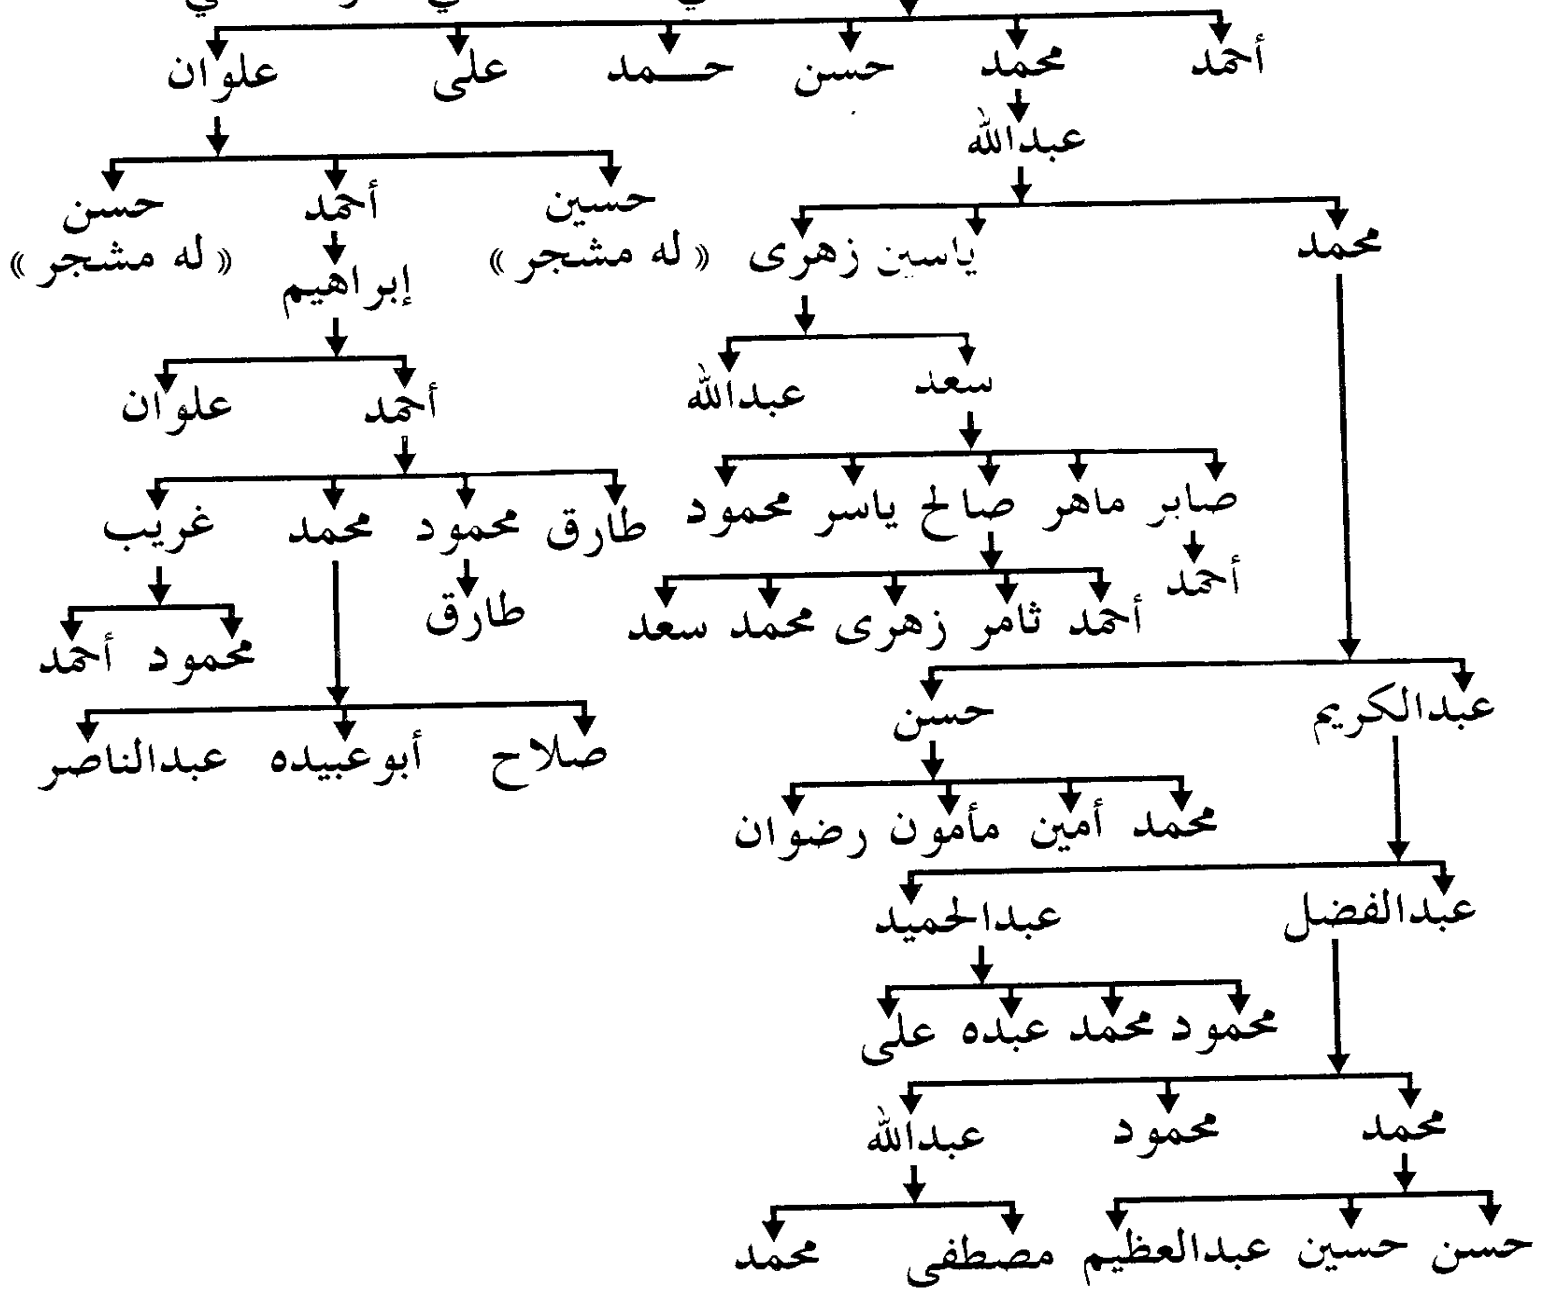 أحمد محمد حسن حـــمد على علوان
عبدالله
حسين أحمد حسن
محمد ياسين زهرى « له مشجر » « له مشجر »
إبراهيم
سعد عبدالله أحمد علوان
صابر ماهر صالح ياسر محمود طارق محمود محمد غريب
أحمد
أحمد ثامر زهرى محمد سعد طارق محمود أحمد
عبدالكريم حسن
صلاح أبو عبيده عبدالناصر
محمد أمين مأمون رضوان
عبدالفضل عبدالحميد
محمود محمد عبده على
محمد محمود عبدالله
حسن حسين عبدالعظيم مصطفى محمد